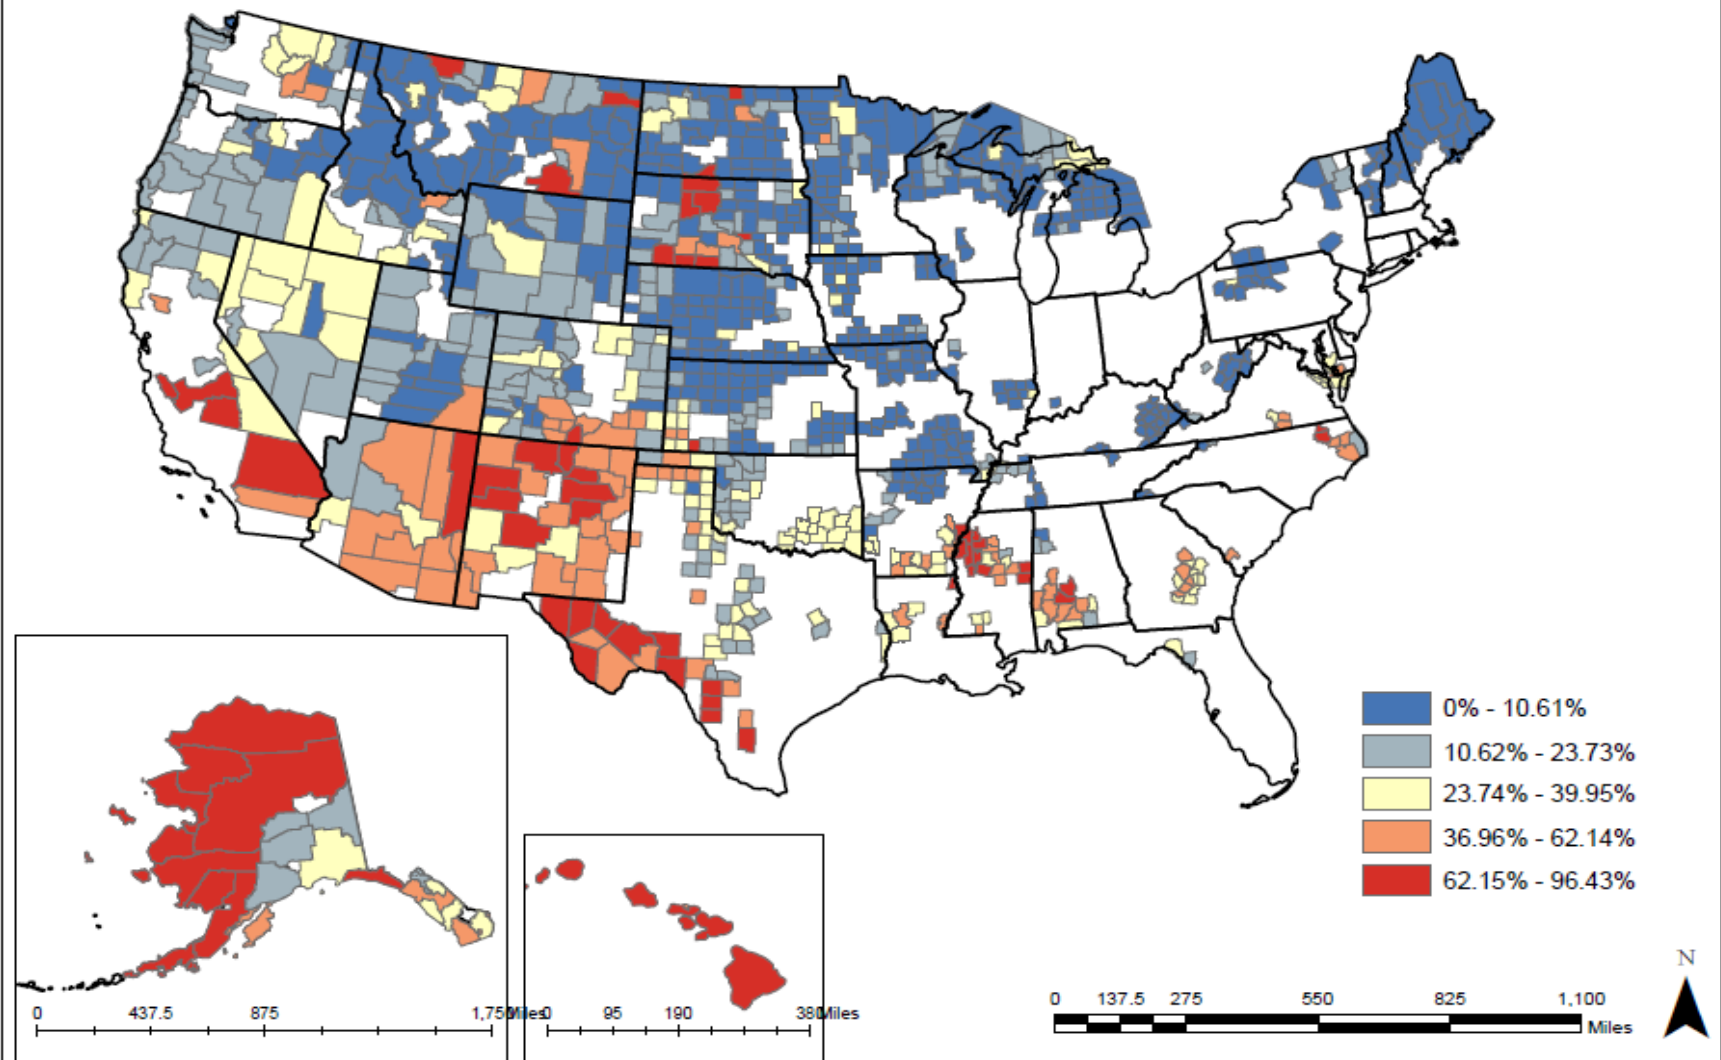 0% - 10.61%
10.62% - 23.73%
23.74% - 39.95%
36.96% - 62.14%
62.15% - 96.43%
N
0 137.5 275 550 825 1,100
Miles
0 437.5 875 1,750 Miles
0 95 190 380 Miles